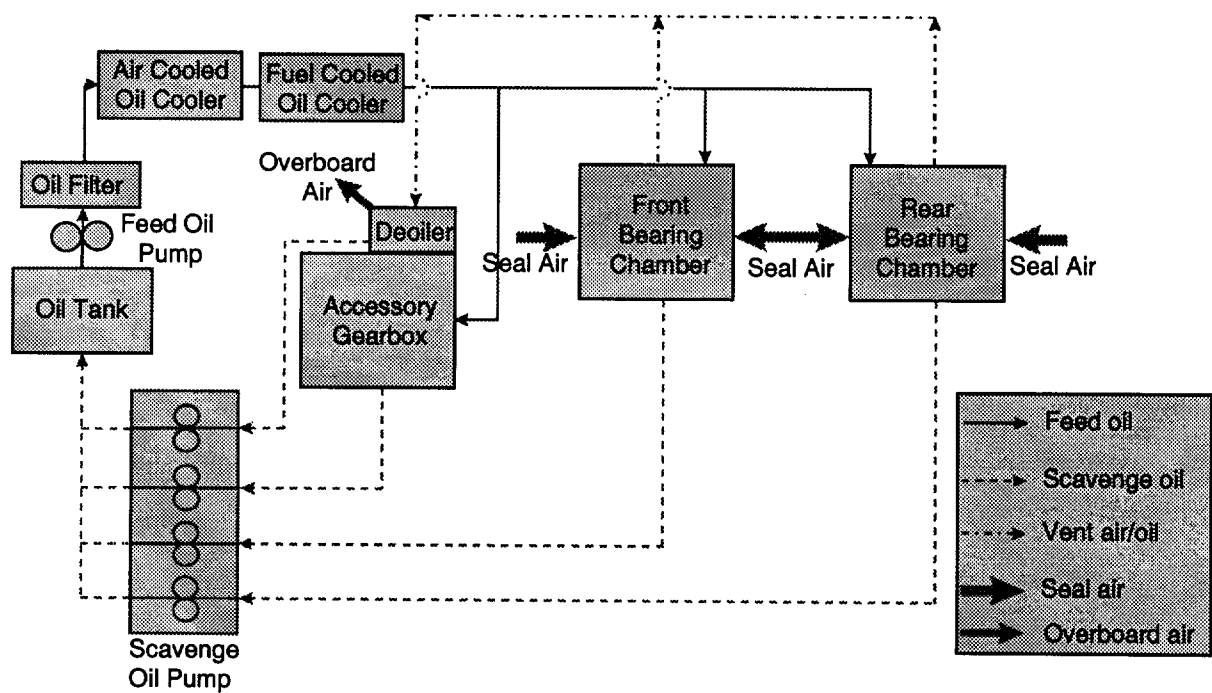 Air Cooled
Oil Cooler
Fuel Cooled
Oil Cooler
Overboard
Air
Oil Filter
Feed Oil
Pump
Deoiler
Oil Tank
Accessory
Gearbox
Seal Air
Front
Bearing
Chamber
Seal Air
Rear
Bearing
Chamber
Seal Air
Scavenge
Oil Pump
Feed oil
Scavenge oil
Vent air/oil
Seal air
Overboard air